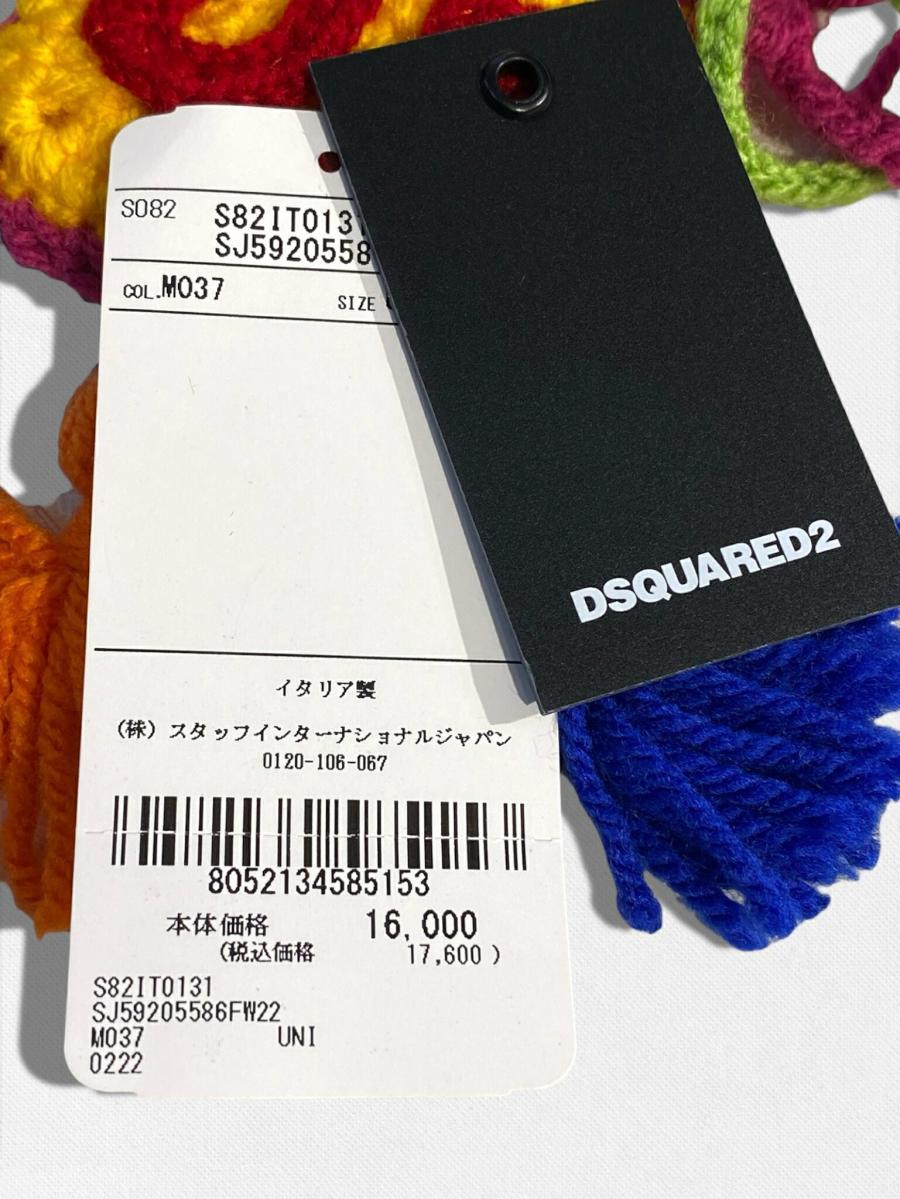 S082 S82IT0131
SJ5920558
COL.M037 SIZE
DSQUARED2
イタリア製
（株）スタッフインターナショナルジャパン
0120-106-067
8052134585153
本体価格 16,000
(税込価格 17,600 )
S82IT0131
SJ59205586FW22
M037 UNI
0222